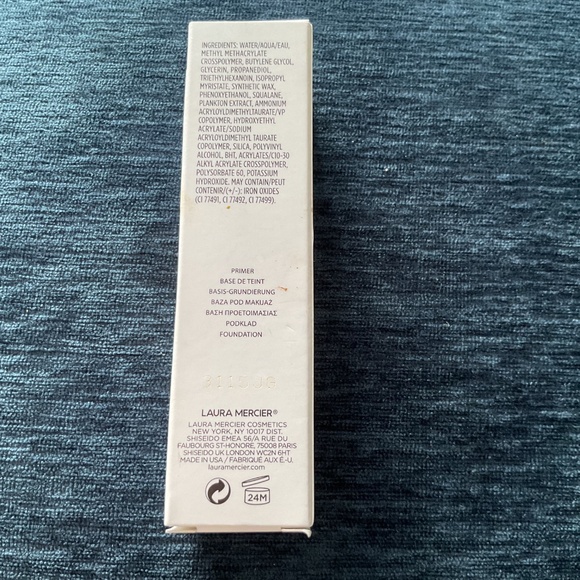 INGREDIENTS: WATER/AQUA/EAU,
METHYL METHACRYLATE
CROSSPOLYMER, BUTYLENE GLYCOL,
GLYCERIN, PROPANEDIOL,
TRIETHYLHEXANOIN, ISOPROPYL
MYRISTATE, SYNTHETIC WAX,
PHENOXYETHANOL, SQUALANE,
PLANKTON EXTRACT, AMMONIUM
ACRYLOYLDIMETHYLTAURATE/VP
COPOLYMER, HYDROXYETHYL
ACRYLATE/SODIUM
ACRYLOYLDIMETHYL TAURATE
COPOLYMER, SILICA, POLYVINYL
ALCOHOL, BHT, ACRYLATES/C10-30
ALKYL ACRYLATE CROSSPOLYMER,
POLYSORBATE 60, POTASSIUM
HYDROXIDE. MAY CONTAIN/PEUT
CONTENIR/(+/-): IRON OXIDES
(CI 77491, CI 77492, CI 77499).
PRIMER
BASE DE TEINT
BASIS-GRUNDIERUNG
BAZA POD MAKIJAŻ
ΒΑΣΗ ΠΡΟΕΤΟΙΜΑΣΙΑΣ
PODKLAD
FOUNDATION
LAURA MERCIER®
LAURA MERCIER COSMETICS
NEW YORK, NY 10017 DIST.
SHISEIDO EMEA 56/A RUE DU
FAUBOURG ST-HONORE, 75008 PARIS
SHISEIDO UK LONDON WC2N 6HT
MADE IN USA / FABRIQUÉ AUX É.-U.
lauramercier.com
24M